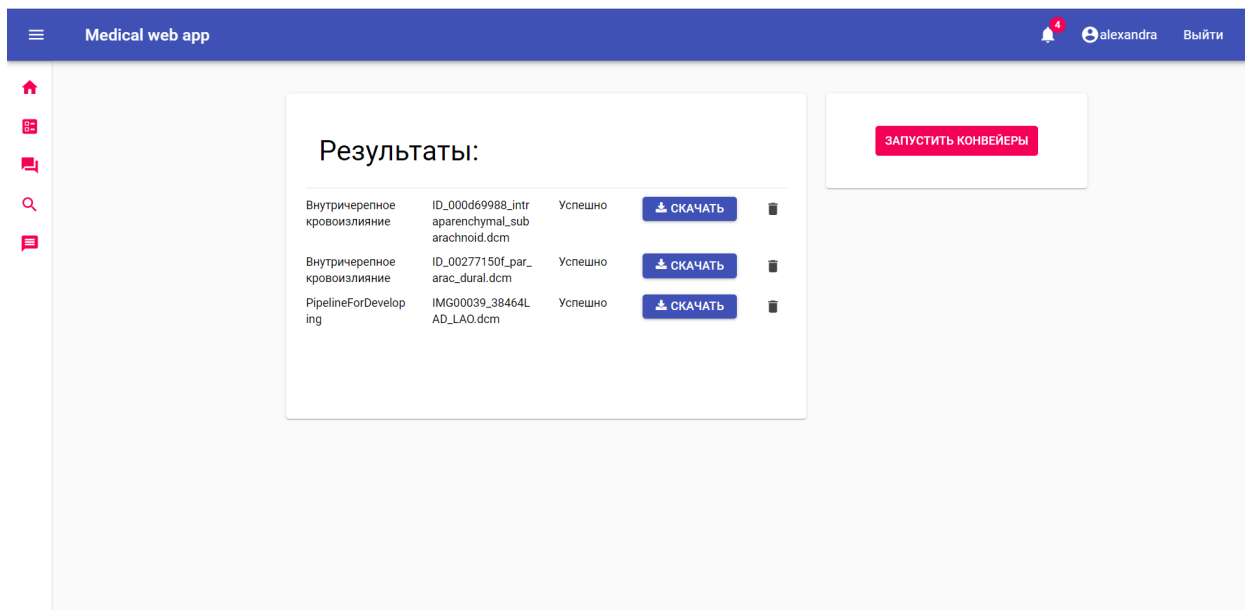 Medical web app
4
alexandra
Выйти
Результаты:
ЗАПУСТИТЬ КОНВЕЙЕРЫ
Внутричерепное
кровоизлияние
ID_000d69988_intr
aparenchymal_sub
arachnoid.dcm
Успешно
СКАЧАТЬ
Внутричерепное
кровоизлияние
ID_00277150f_par_
arac_dural.dcm
Успешно
СКАЧАТЬ
PipelineForDevelop
ing
IMG00039_38464L
AD_LAO.dcm
Успешно
СКАЧАТЬ